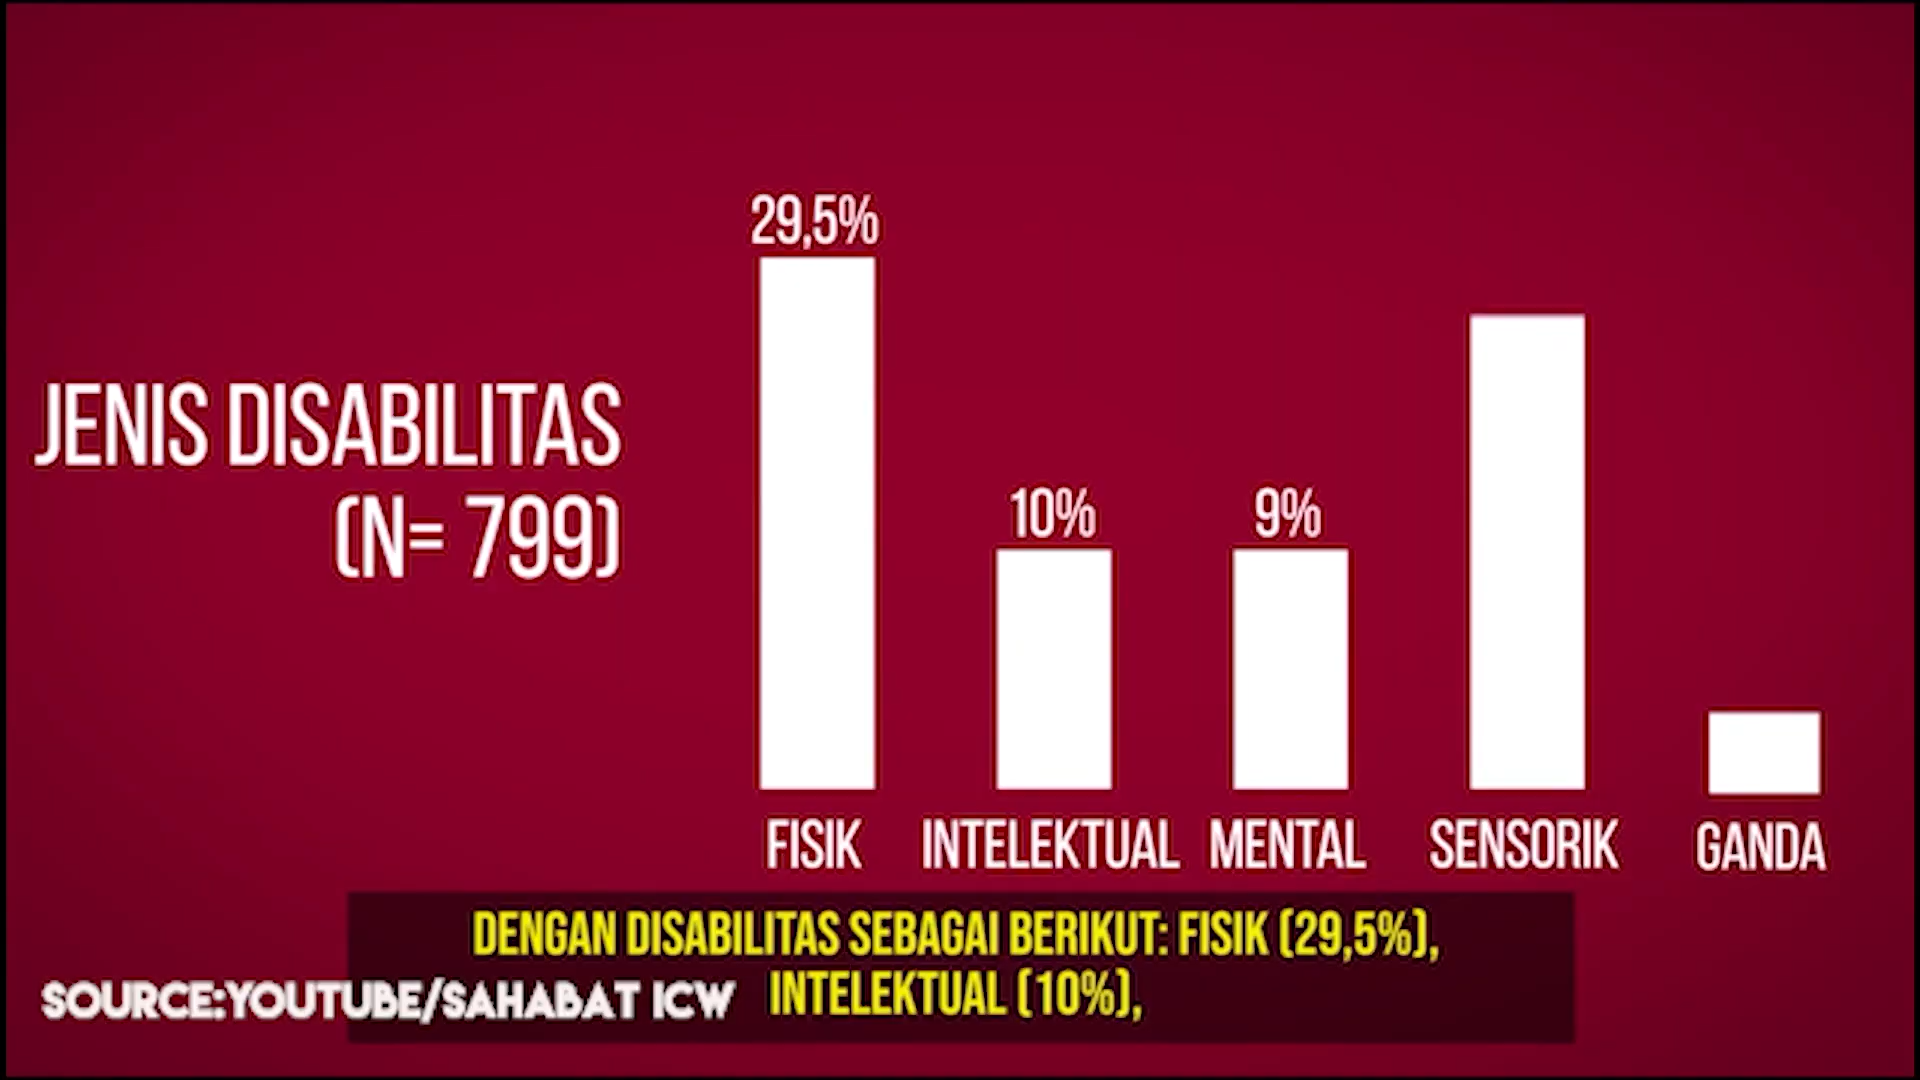 JENIS DISABILITAS
(N= 799)
29,5%
10%
9%
FISIK
INTELEKTUAL
MENTAL
SENSORIK
GANDA
DENGAN DISABILITAS SEBAGAI BERIKUT: FISIK (29,5%),
INTELEKTUAL (10%),
SOURCE:YOUTUBE/SAHABAT ICW